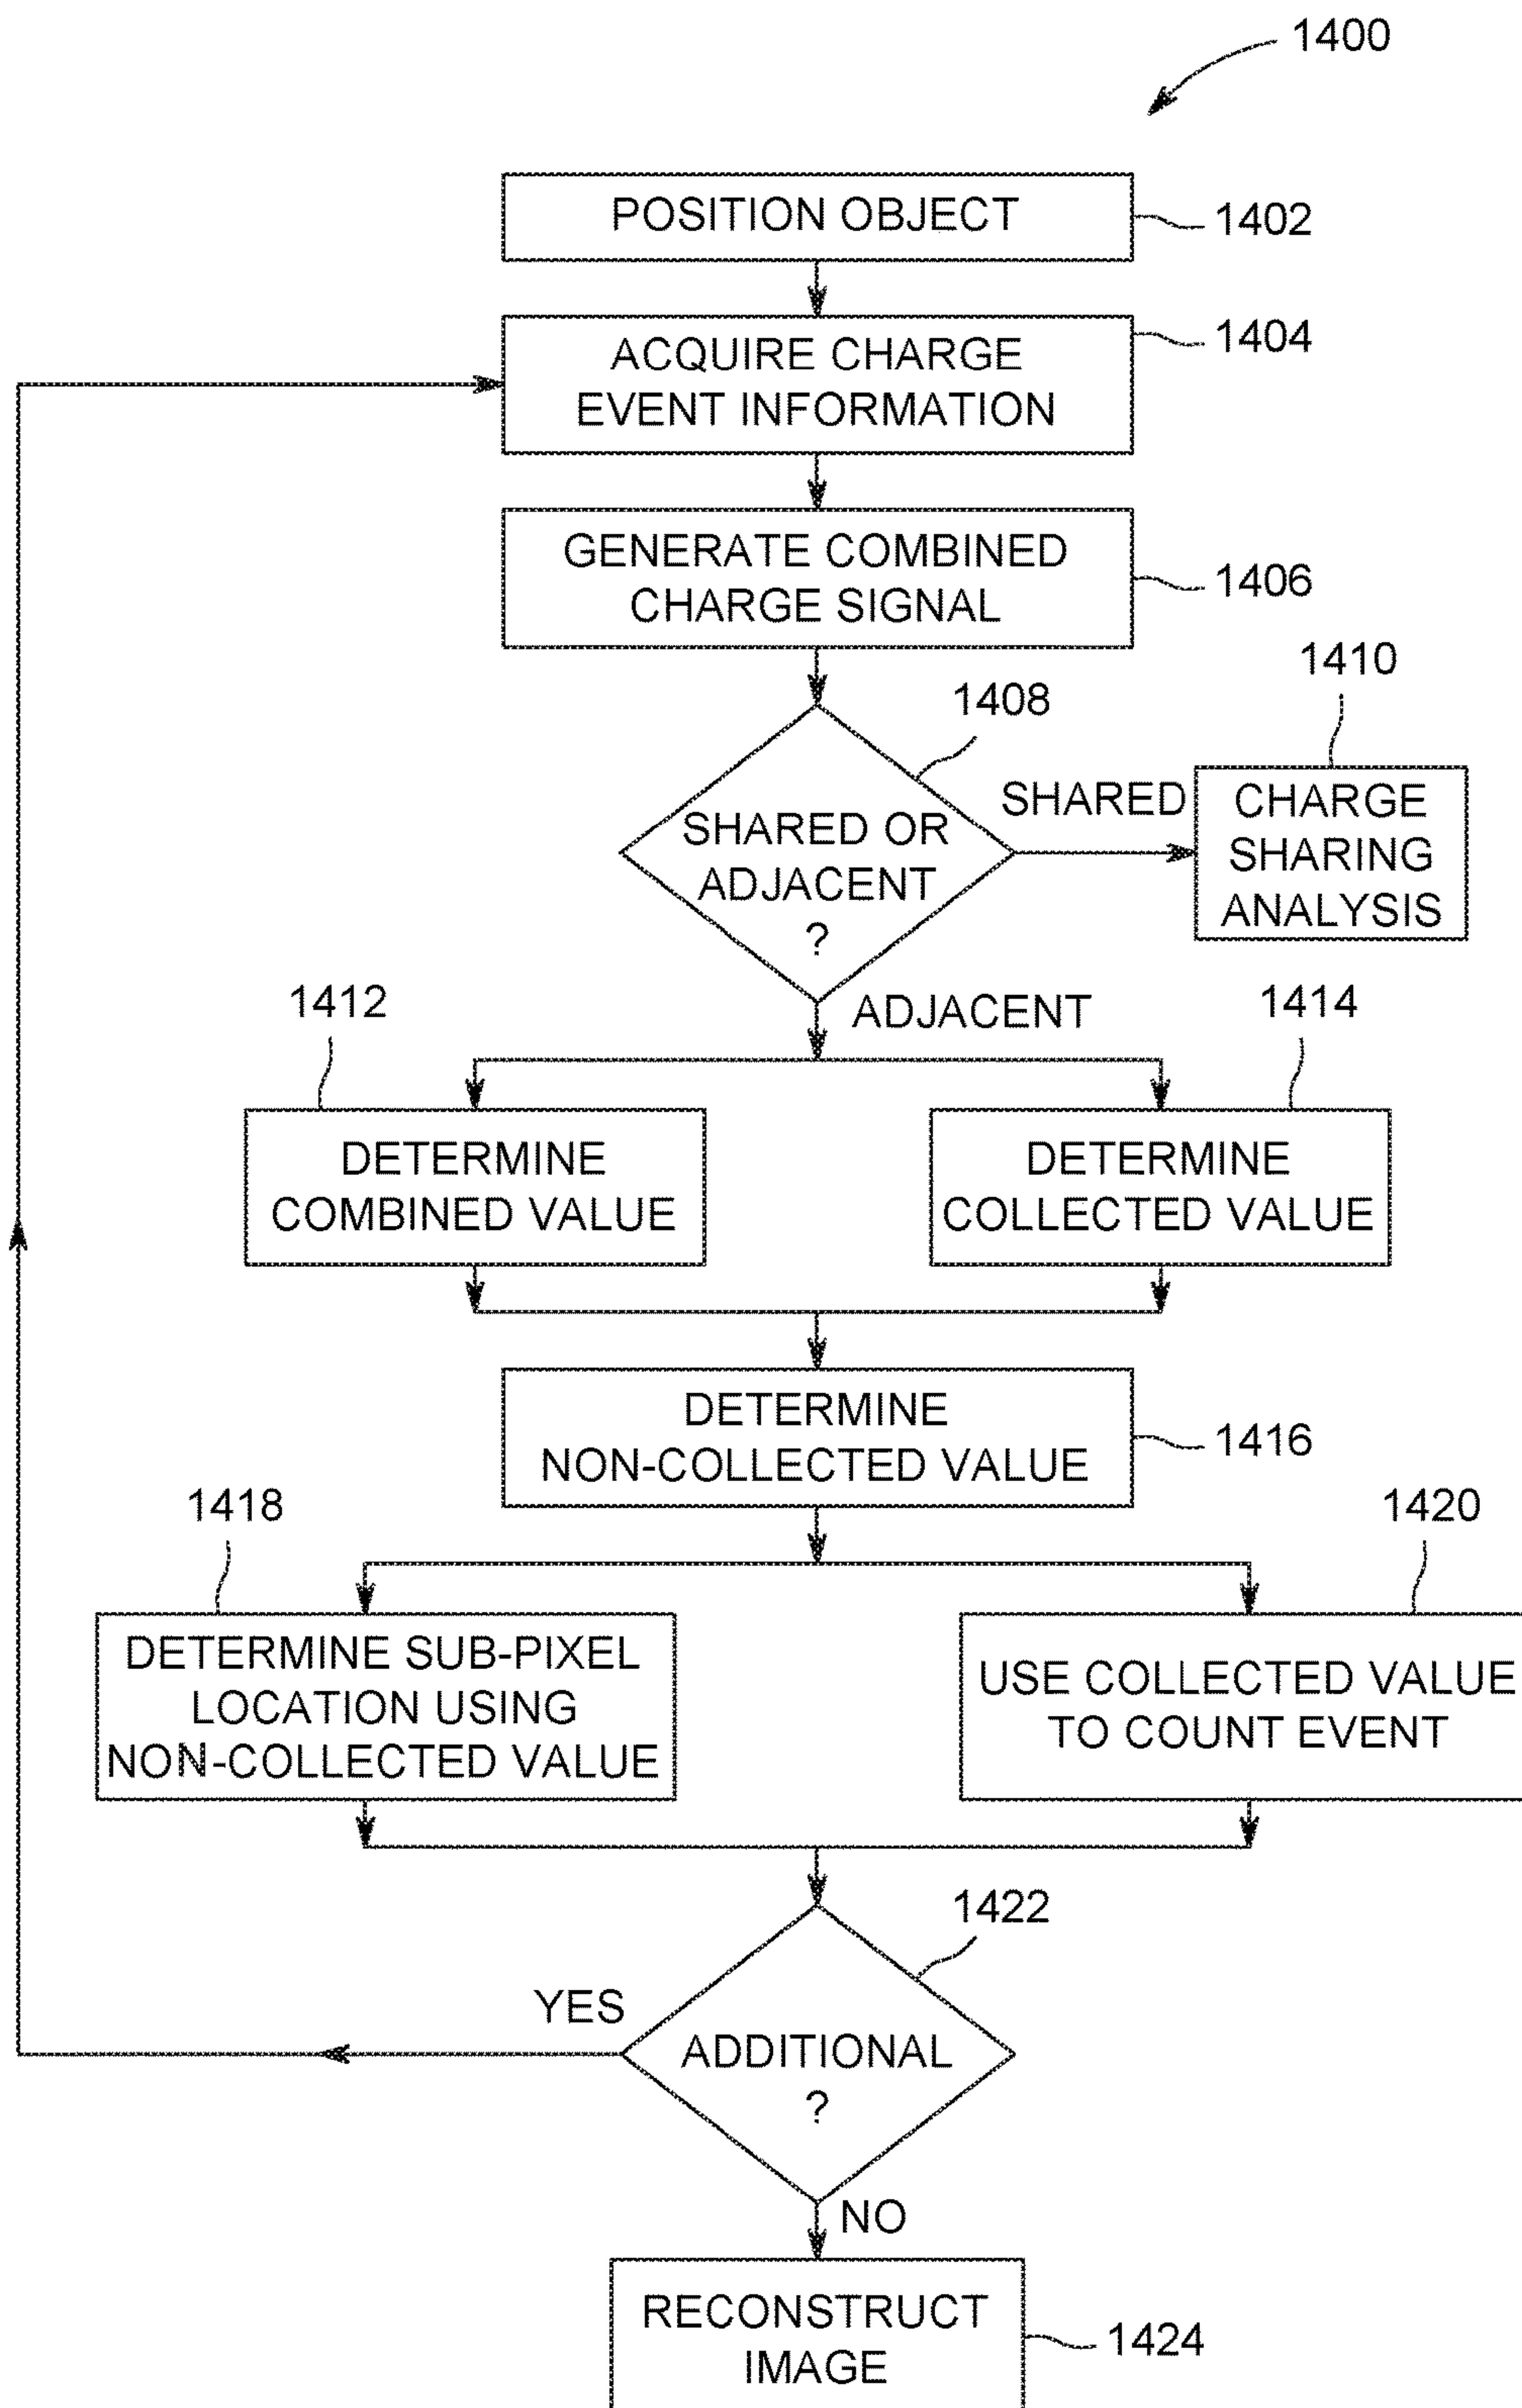 1400
POSITION OBJECT
1402
ACQUIRE CHARGE
EVENT INFORMATION
1404
GENERATE COMBINED
CHARGE SIGNAL
1406
1408
SHARED OR
ADJACENT
?
SHARED
1410
CHARGE
SHARING
ANALYSIS
ADJACENT
1412
DETERMINE
COMBINED VALUE
1414
DETERMINE
COLLECTED VALUE
DETERMINE
NON-COLLECTED VALUE
1416
1418
DETERMINE SUB-PIXEL
LOCATION USING
NON-COLLECTED VALUE
1420
USE COLLECTED VALUE
TO COUNT EVENT
1422
ADDITIONAL
?
YES
NO
RECONSTRUCT
IMAGE
1424